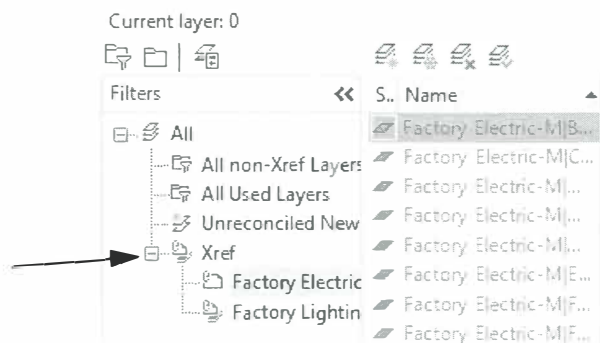 Current layer: 0
Filters
All
All non-Xref Layers
All Used Layers
Unreconciled New
Xref
Factory Electric
Factory Lightin
S.. Name
Factory Electric-M|B...
Factory Electric-M|C...
Factory Electric-M|...
Factory Electric-M|...
Factory Electric-M|...
Factory Electric-M|E...
Factory Electric-M|F...
Factory Electric-M|F...